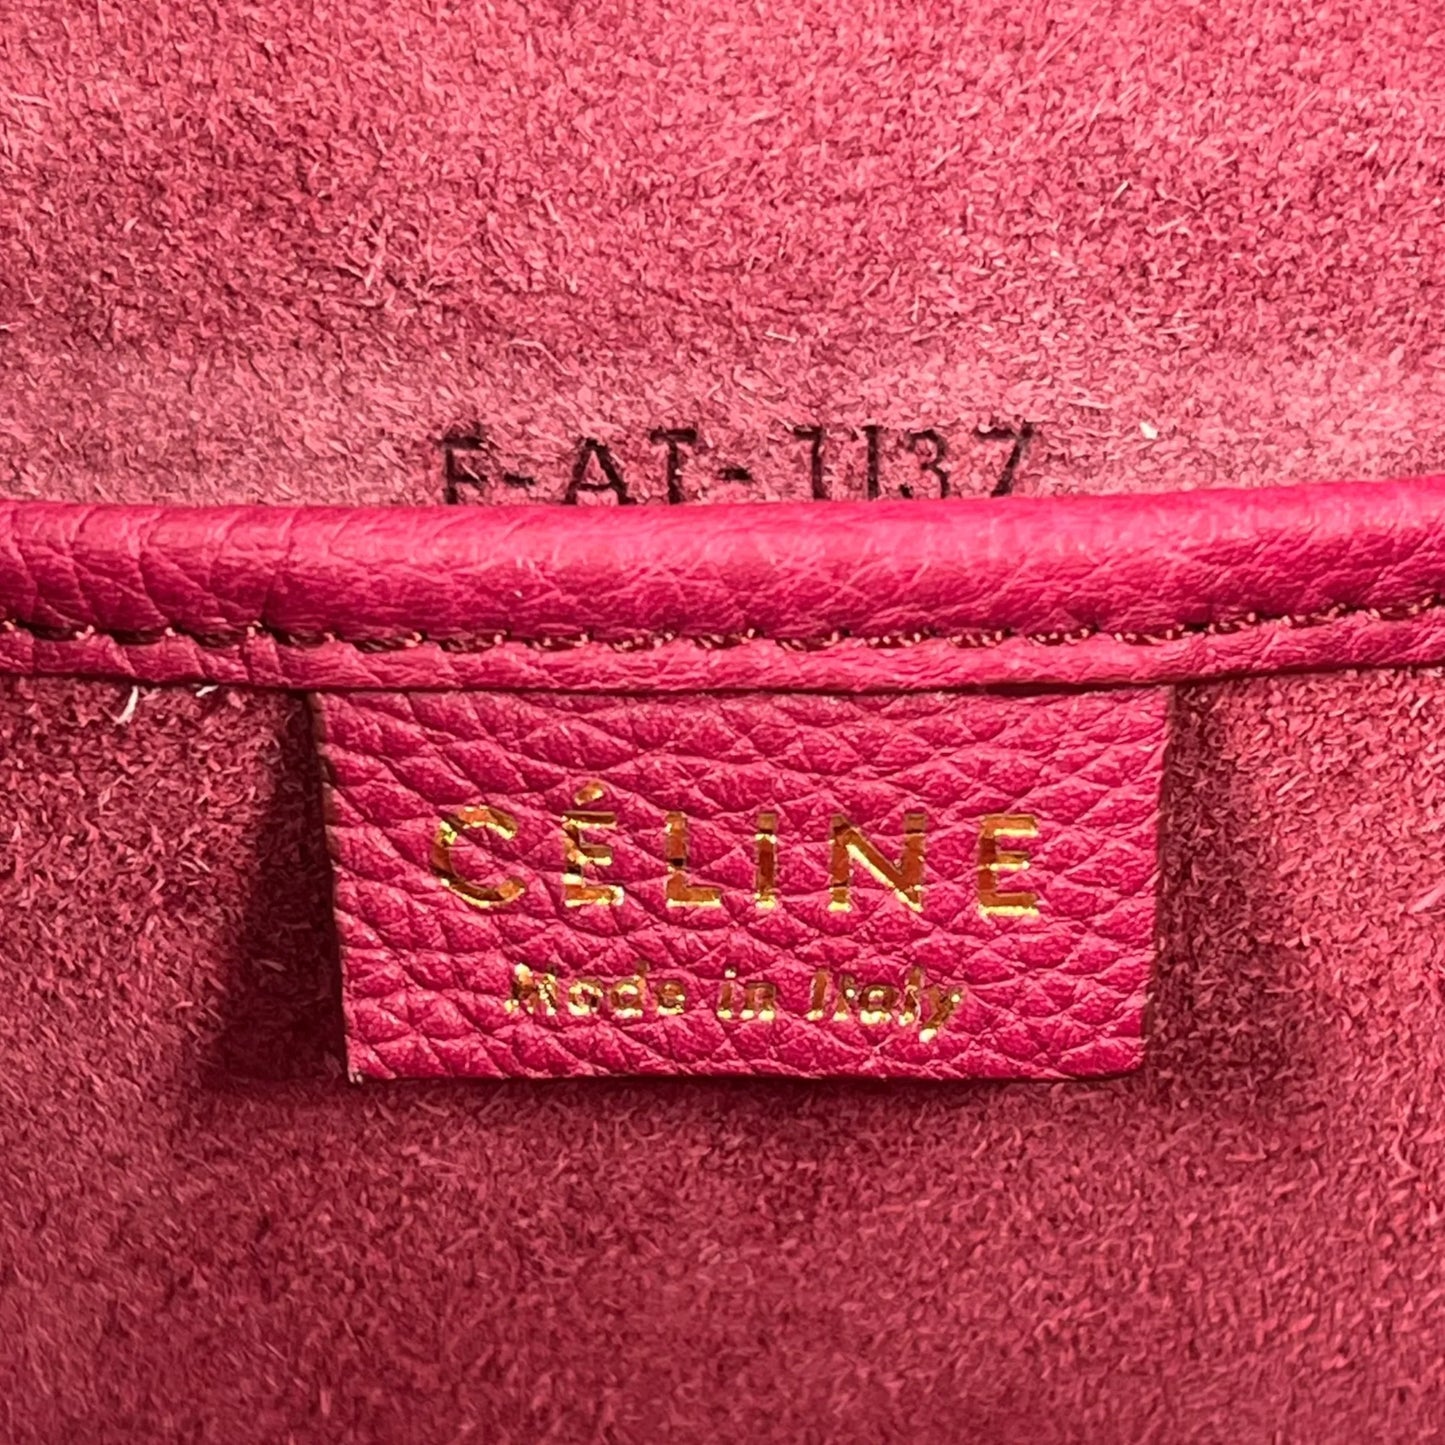 F-AT-1137
CÉLINE
Made in Italy